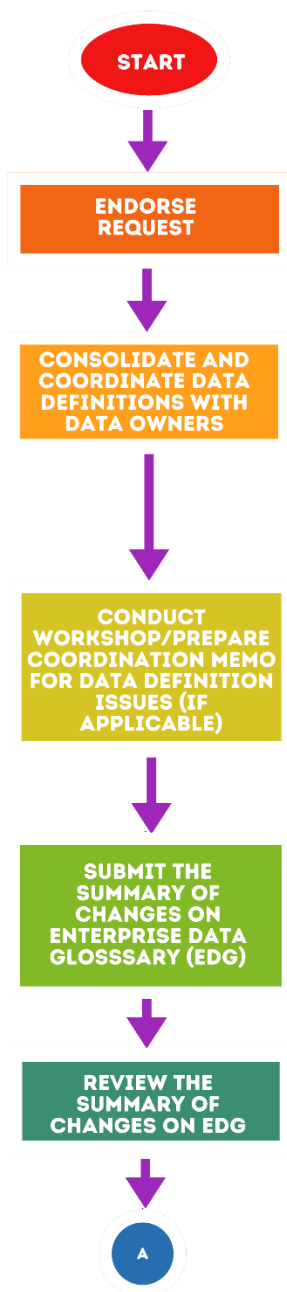 START
ENDORSE
REQUEST
CONSOLIDATE AND
COORDINATE DATA
DEFINITIONS WITH
DATA OWNERS
CONDUCT
WORKSHOP/PREPARE
COORDINATION MEMO
FOR DATA DEFINITION
ISSUES (IF
APPLICABLE)
SUBMIT THE
SUMMARY OF
CHANGES ON
ENTERPRISE DATA
GLOSSSARY (EDG)
REVIEW THE
SUMMARY OF
CHANGES ON EDG
A